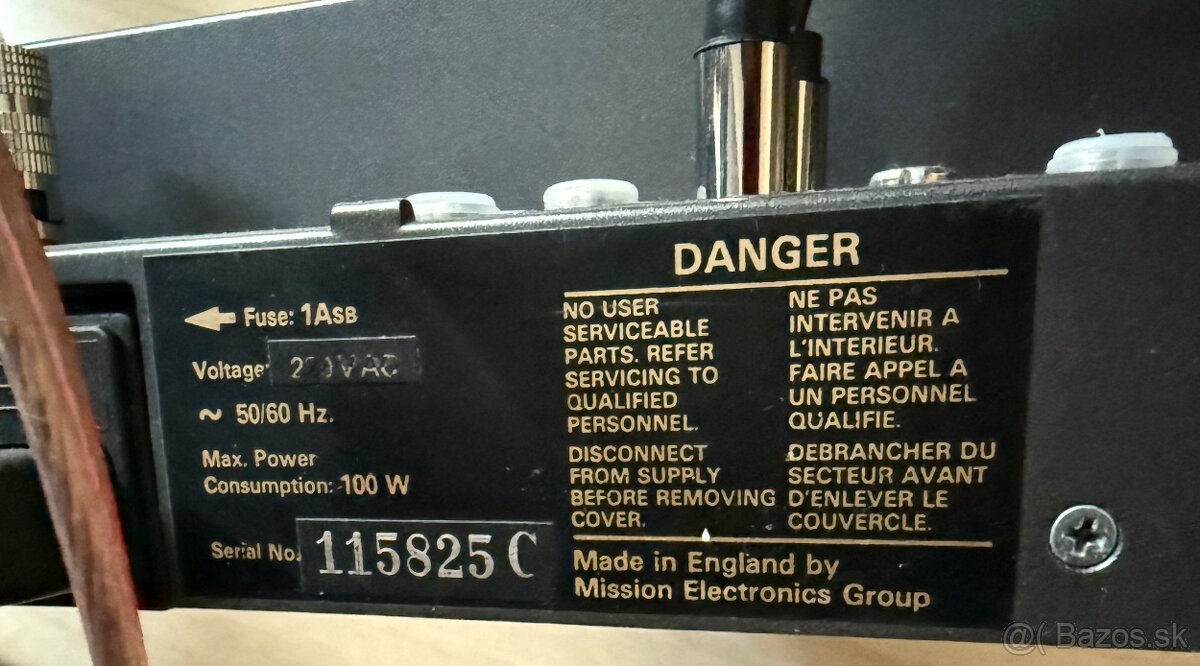 Fuse: 1ASB
Voltage
~ 50/60 Hz.
Max. Power
Consumption: 100 W
Serial No. 115825 C
DANGER
NO USER
SERVICEABLE
PARTS. REFER
SERVICING TO
QUALIFIED
PERSONNEL.
DISCONNECT
FROM SUPPLY
BEFORE REMOVING
COVER.
NE PAS
INTERVENIR A
L'INTERIEUR.
FAIRE APPEL A
UN PERSONNEL
QUALIFIE.
DEBRANCHER DU
SECTEUR AVANT
D'ENLEVER LE
COUVERCLE.
Made in England by
Mission Electronics Group
@( Bazos.sk